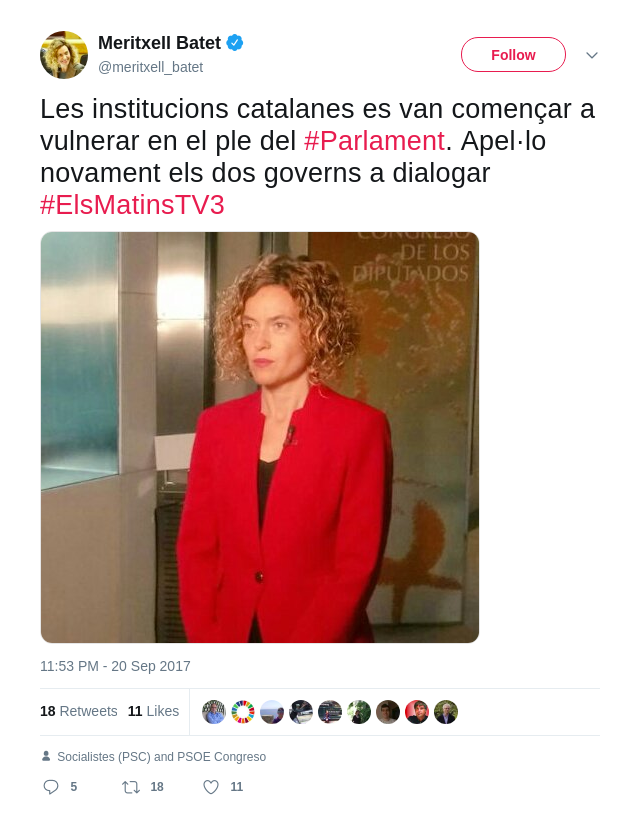 Meritxell Batet
@meritxell_batet
Follow
Les institucions catalanes es van començar a
vulnerar en el ple del #Parlament. Apel·lo
novament els dos governs a dialogar
#ElsMatinsTV3
CONGRESO
DE LOS
DIPUTADOS
11:53 PM - 20 Sep 2017
18 Retweets 11 Likes
Socialistes (PSC) and PSOE Congreso
5 18 11